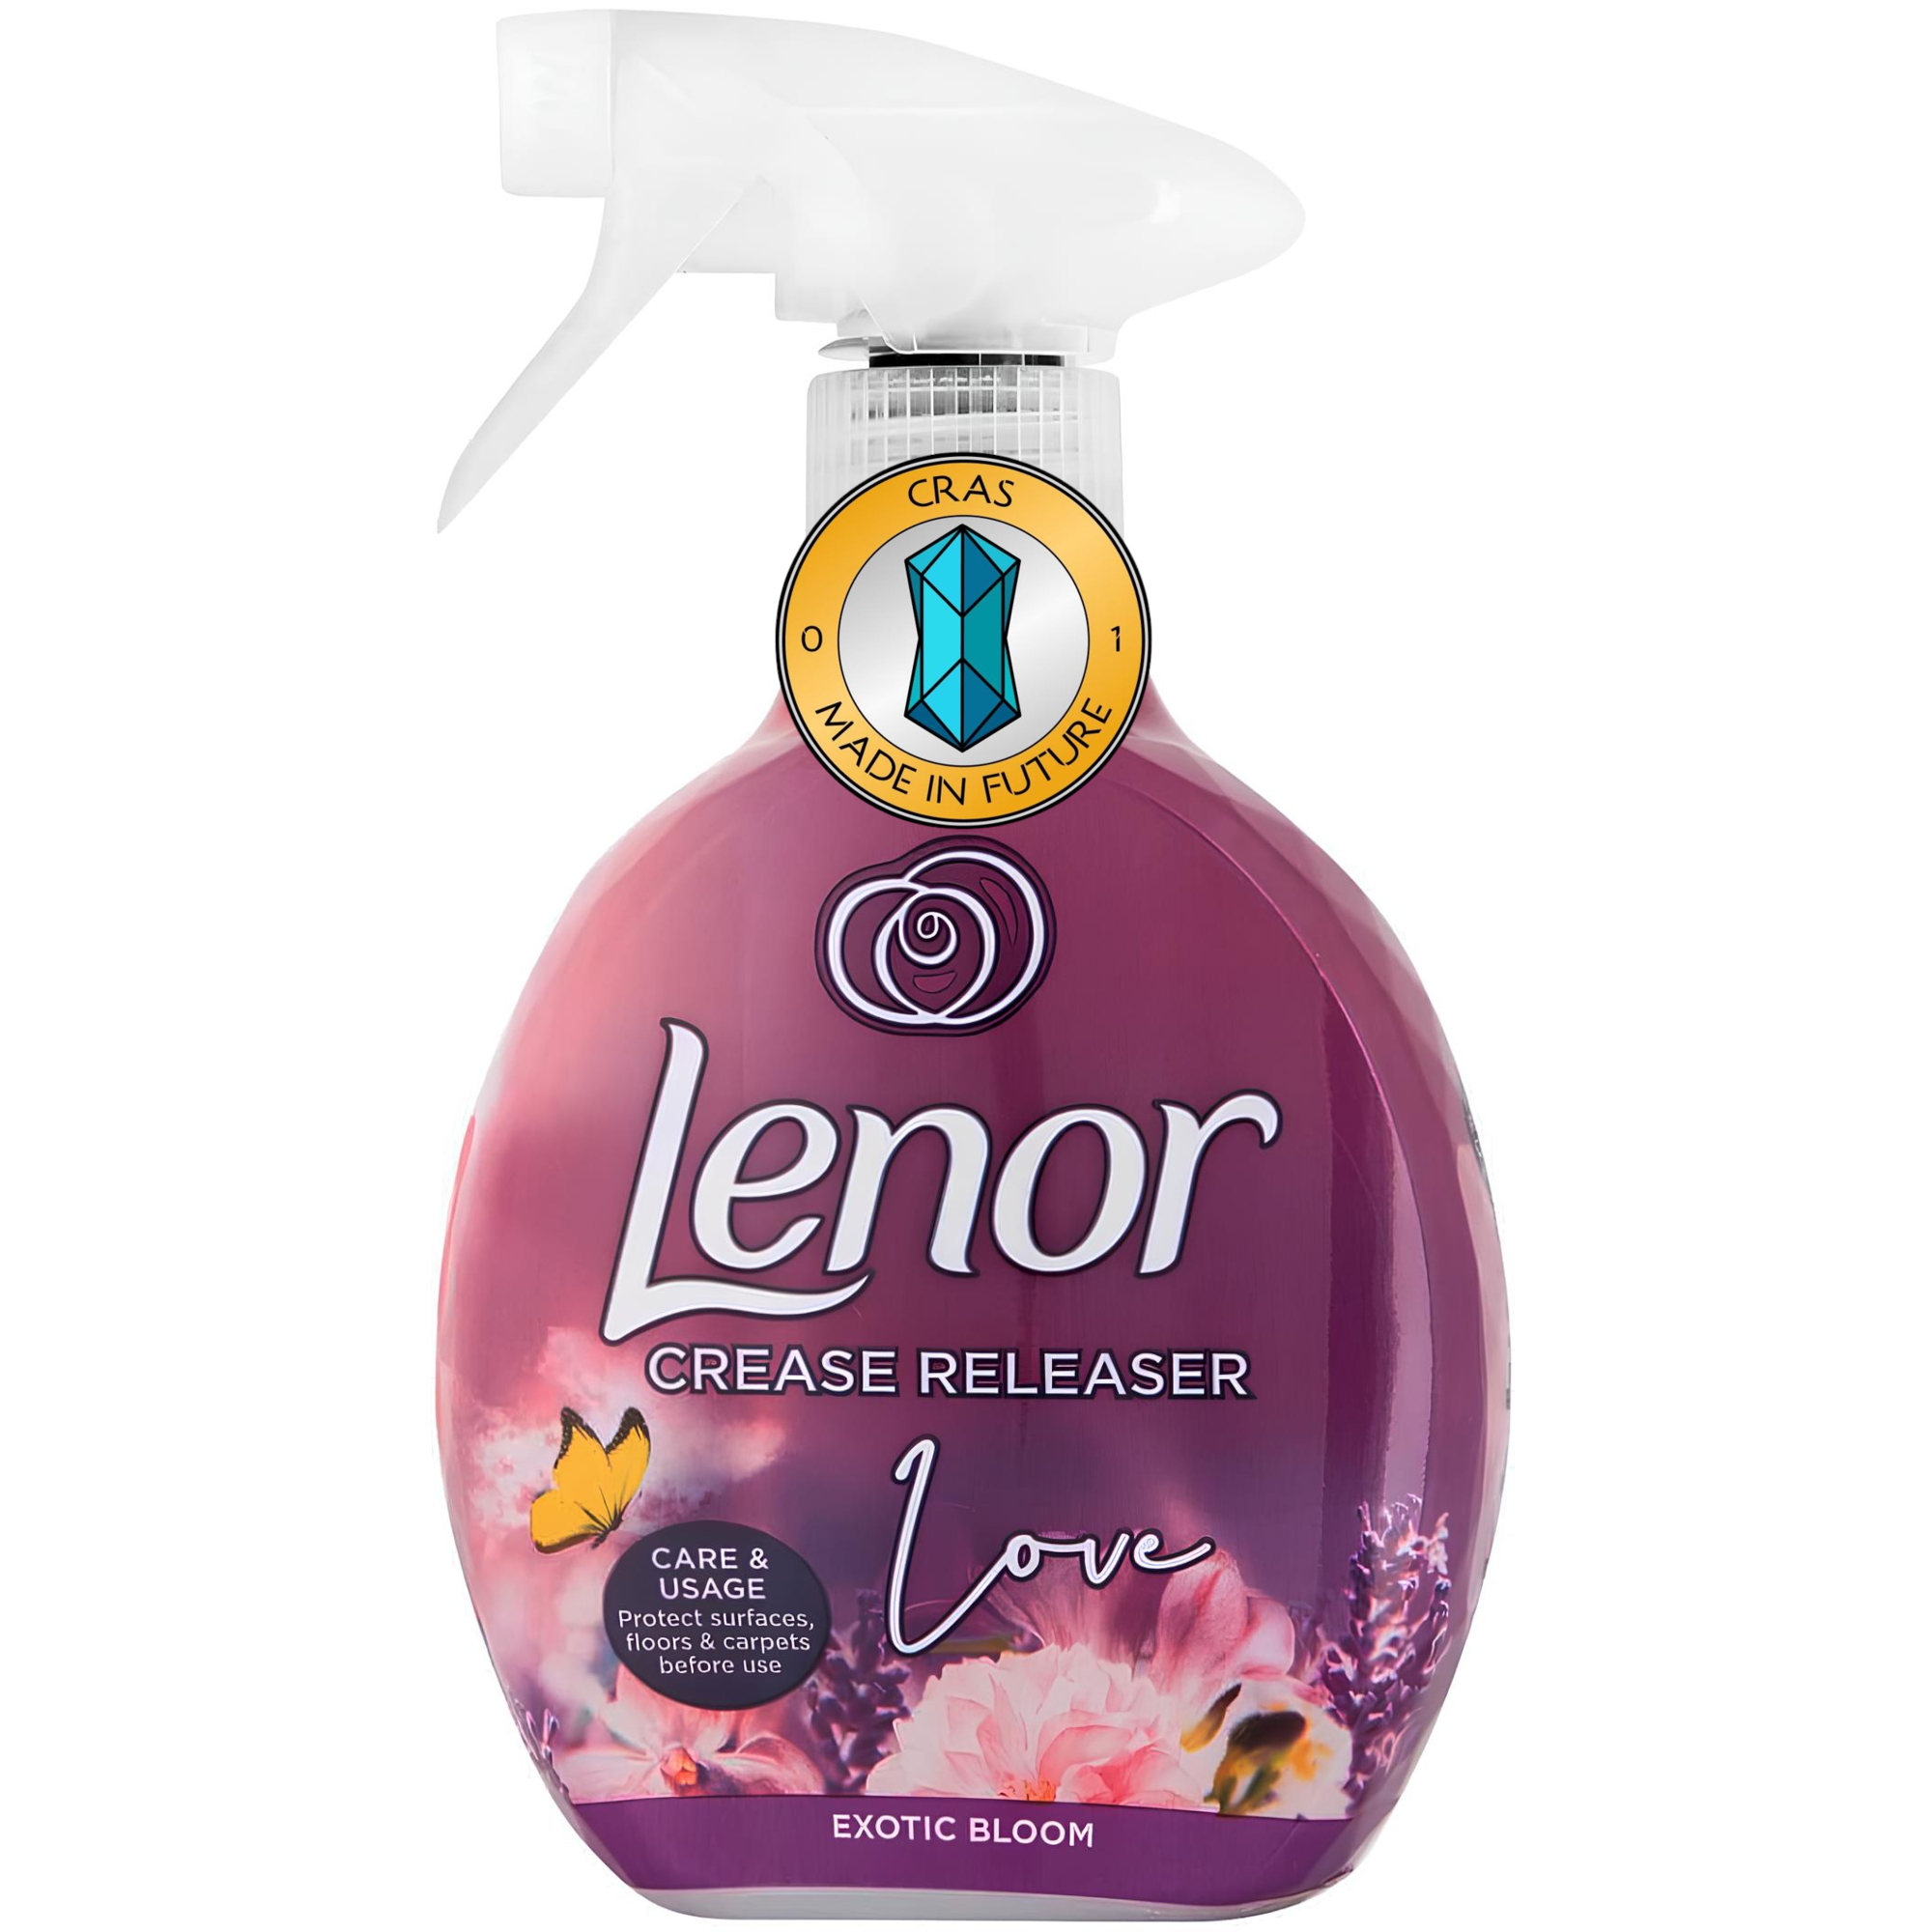 CRAS
0 1
MADE IN FUTURE
Lenor
CREASE RELEASER
Love
CARE &
USAGE
Protect surfaces,
floors & carpets
before use
EXOTIC BLOOM